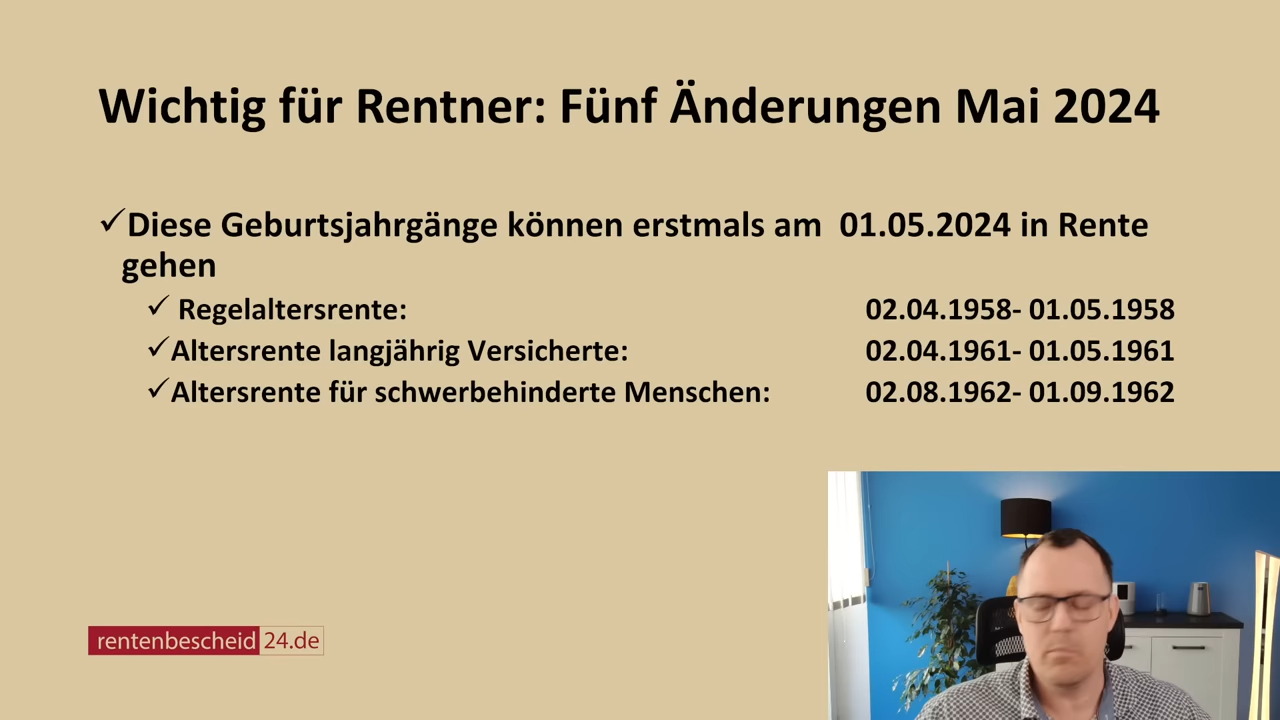 Wichtig für Rentner: Fünf Änderungen Mai 2024
✓Diese Geburtsjahrgänge können erstmals am 01.05.2024 in Rente
gehen
✓ Regelaltersrente: 02.04.1958- 01.05.1958
✓Altersrente langjährig Versicherte: 02.04.1961- 01.05.1961
✓Altersrente für schwerbehinderte Menschen: 02.08.1962- 01.09.1962
rentenbescheid 24.de